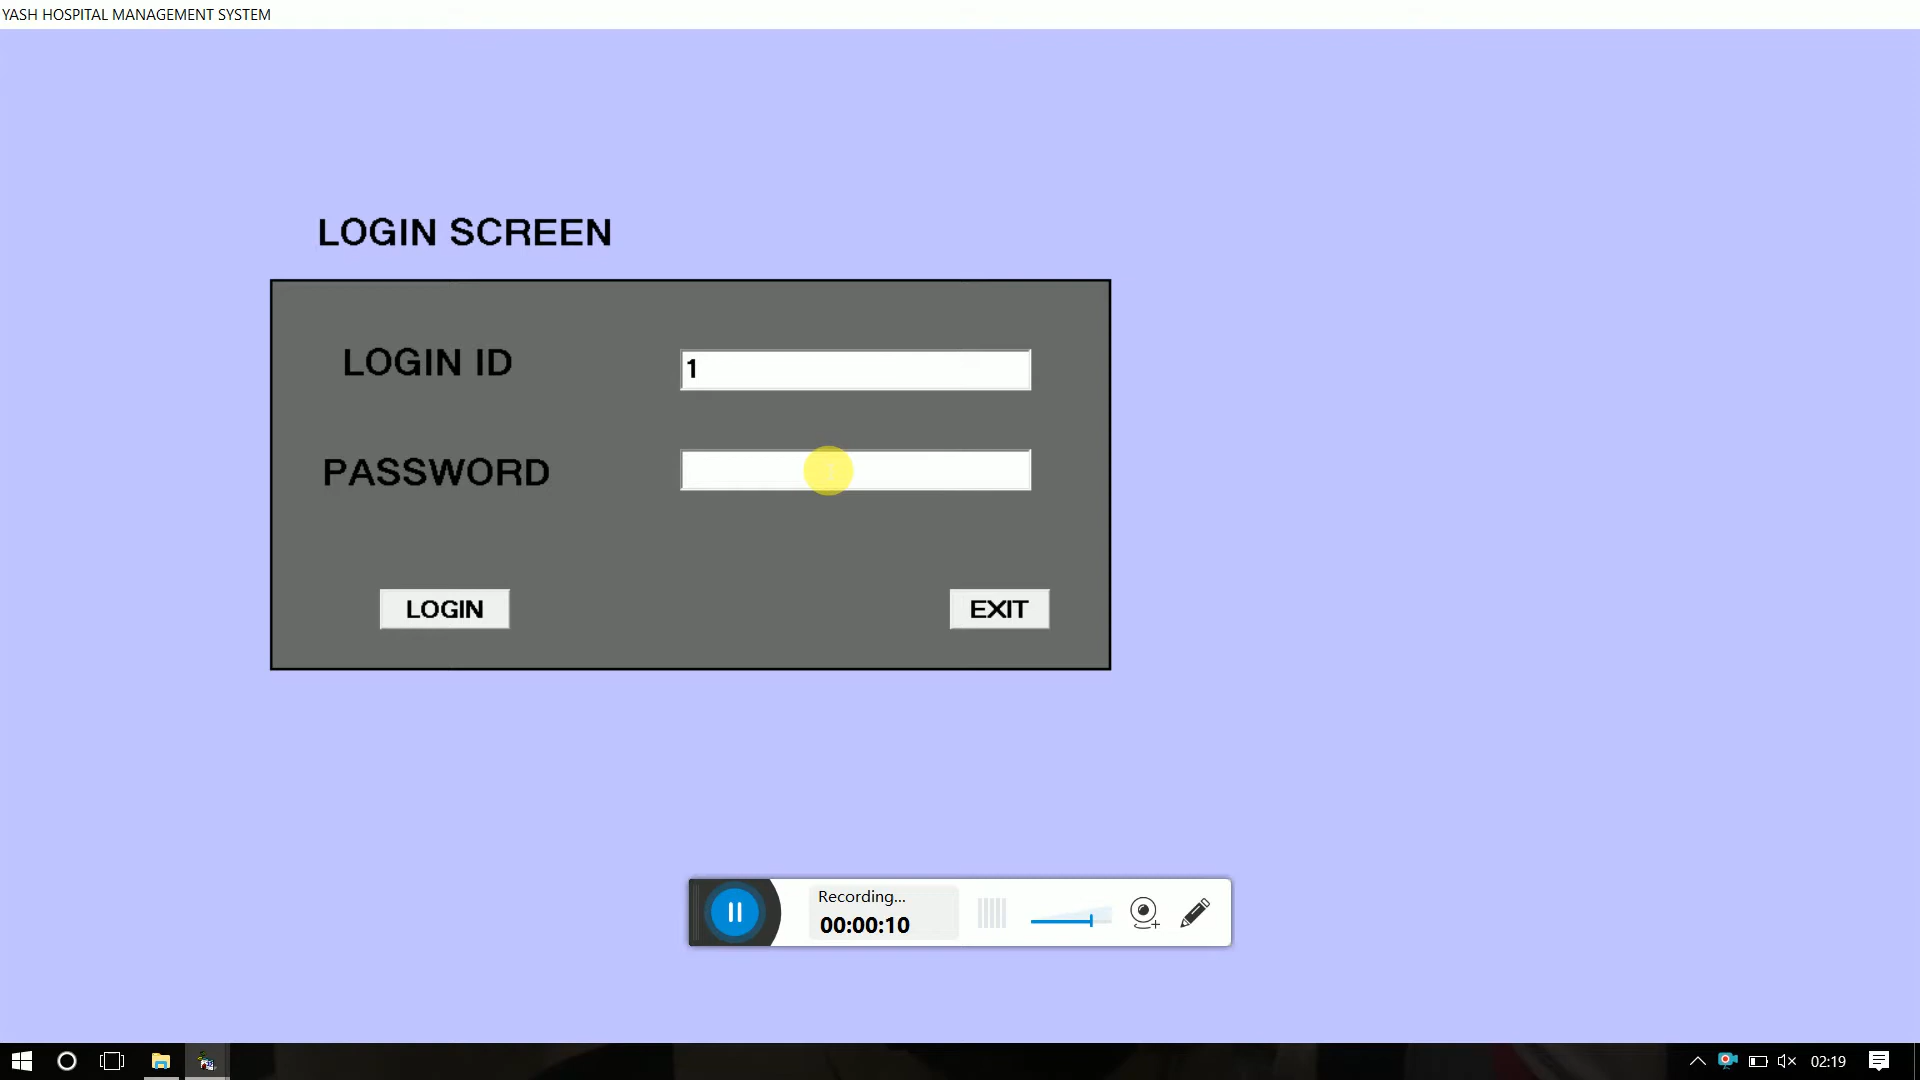 YASH HOSPITAL MANAGEMENT SYSTEM
LOGIN SCREEN
LOGIN ID
1
PASSWORD
LOGIN
EXIT
Recording...
00:00:10
02:19